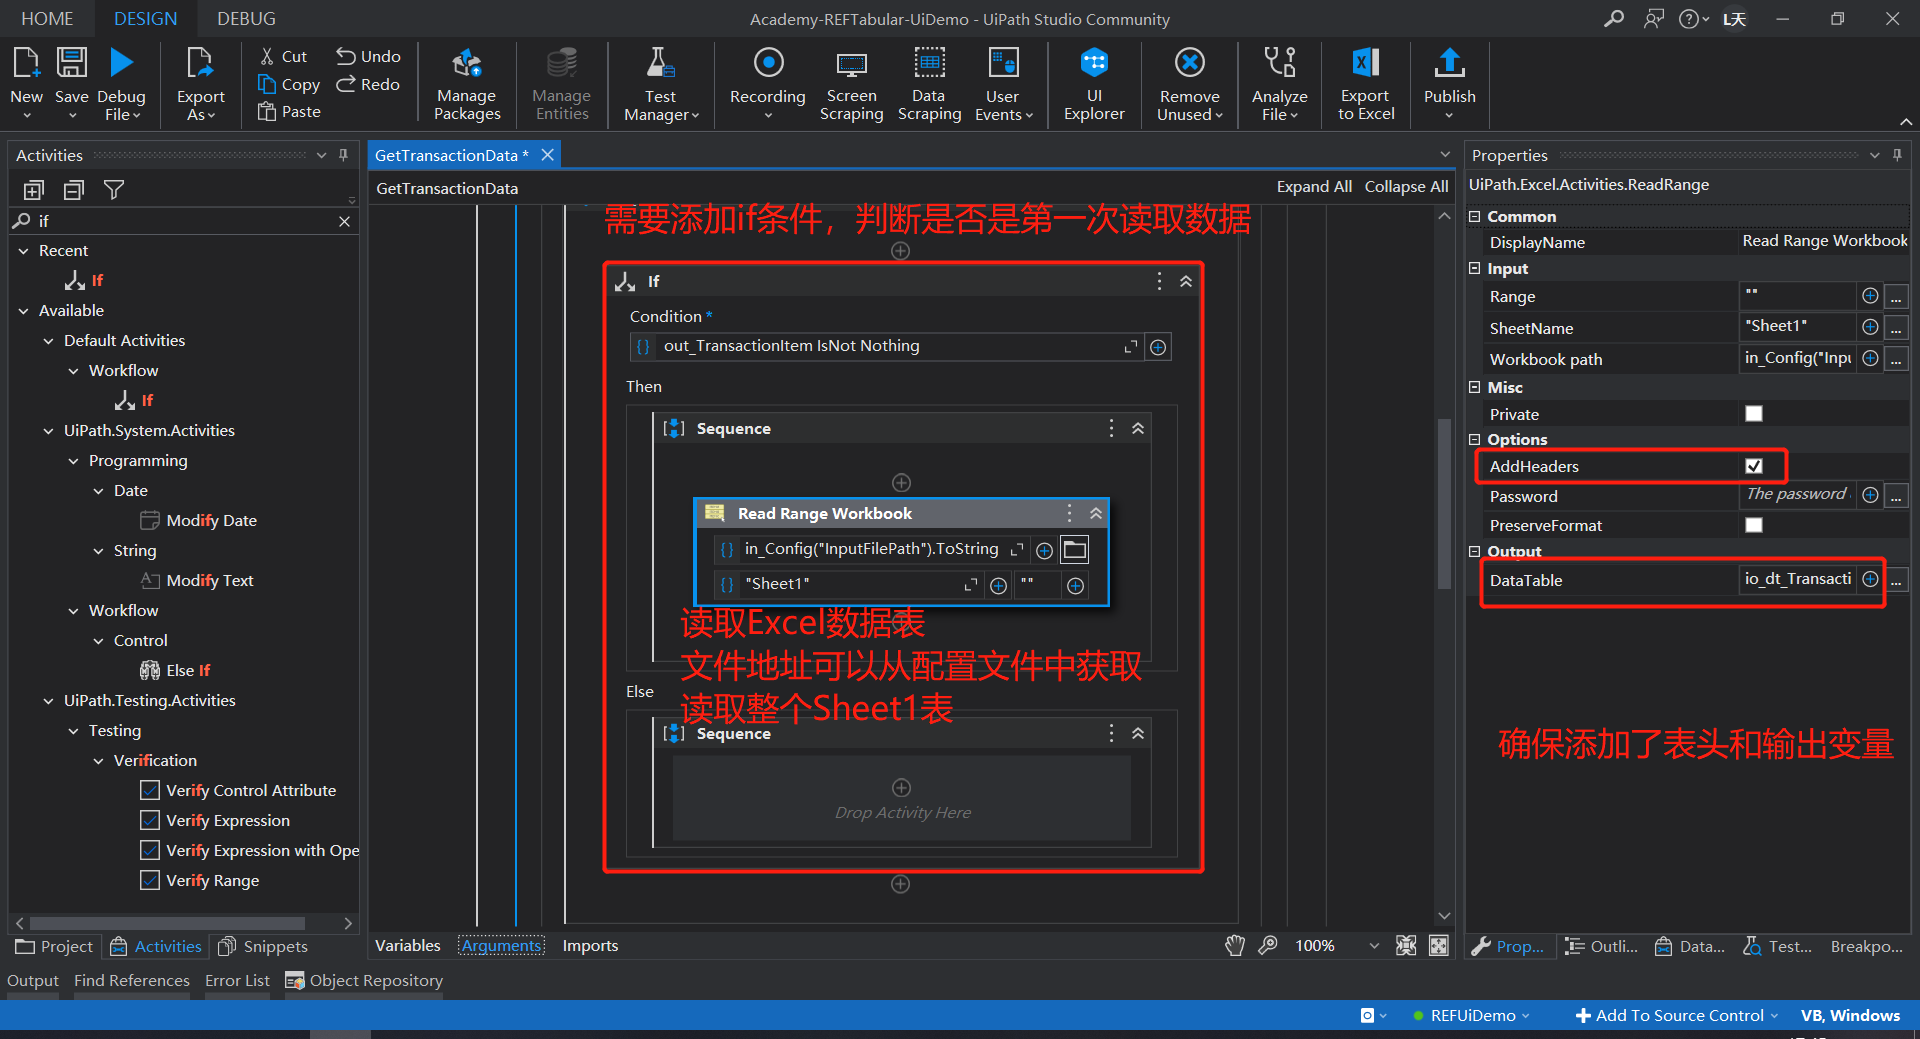 HOME DESIGN DEBUG
Academy-REFTabular-UiDemo - UiPath Studio Community
L天
New Save Debug File
Export As
Cut
Copy
Paste
Undo
Redo
Manage Packages
Manage Entities
Test Manager
Recording
Screen Scraping
Data Scraping
User Events
UI Explorer
Remove Unused
Analyze File
Export to Excel
Publish
Activities
if
Recent
If
Available
Default Activities
Workflow
If
UiPath.System.Activities
Programming
Date
Modify Date
String
Modify Text
Workflow
Control
Else If
UiPath.Testing.Activities
Testing
Verification
Verify Control Attribute
Verify Expression
Verify Expression with Ope
Verify Range
Project Activities Snippets
GetTransactionData *
GetTransactionData
Expand All Collapse All
需要添加if条件，判断是否是第一次读取数据
If
Condition *
out_TransactionItem IsNot Nothing
Then
Sequence
Read Range Workbook
in_Config("InputFilePath").ToString
"Sheet1" ""
读取Excel数据表
文件地址可以从配置文件中获取
读取整个Sheet1表
Else
Sequence
Drop Activity Here
Variables Arguments Imports
100%
Properties
UiPath.Excel.Activities.ReadRange
Common
DisplayName Read Range Workbook
Input
Range ""
SheetName "Sheet1"
Workbook path in_Config("Inpu
Misc
Private
Options
AddHeaders
Password The password
PreserveFormat
Output
DataTable io_dt_Transacti
确保添加了表头和输出变量
Prop... Outli... Data... Test... Breakpo...
Output Find References Error List Object Repository
REFUiDemo Add To Source Control VB, Windows